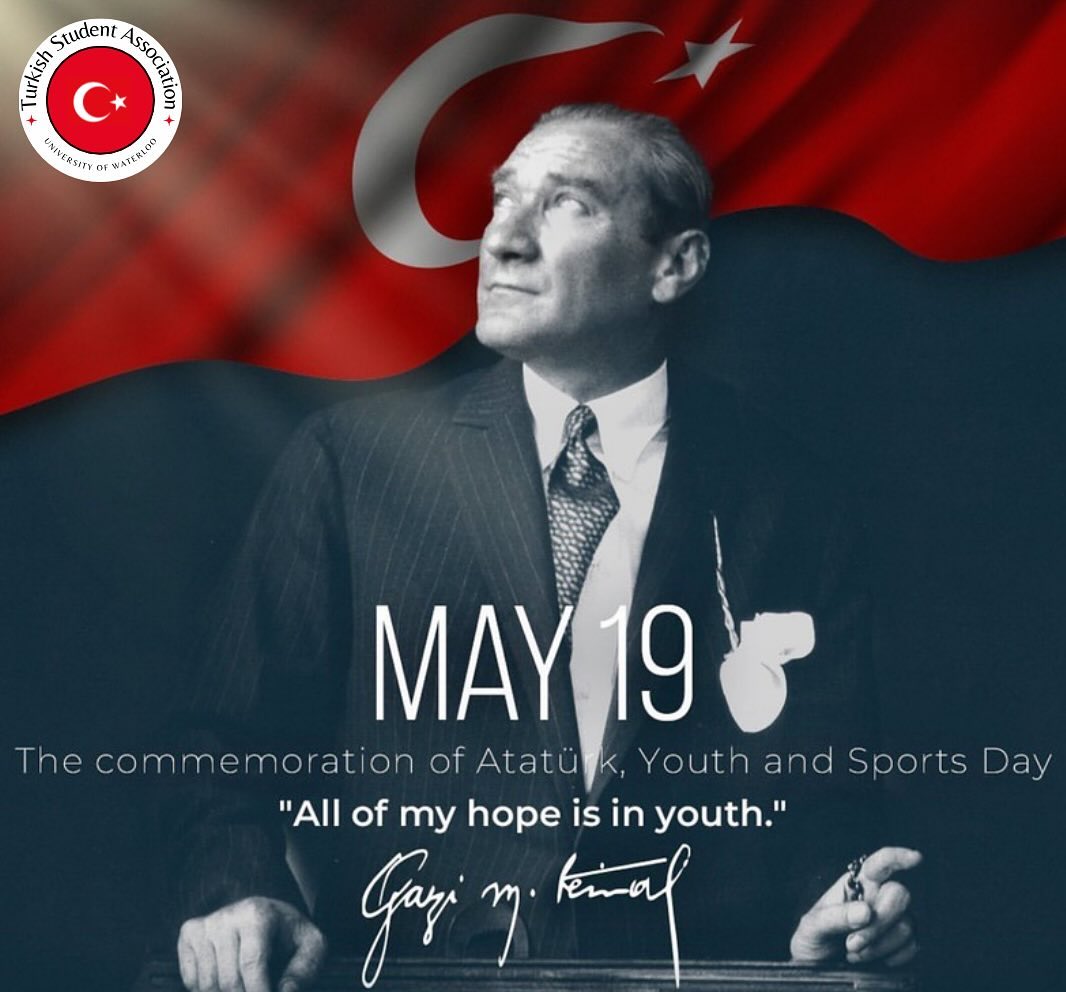 Turkish Student Association
UNIVERSITY OF WATERLOO
MAY 19
The commemoration of Atatürk, Youth and Sports Day
"All of my hope is in youth."
Gazi M. Kemal